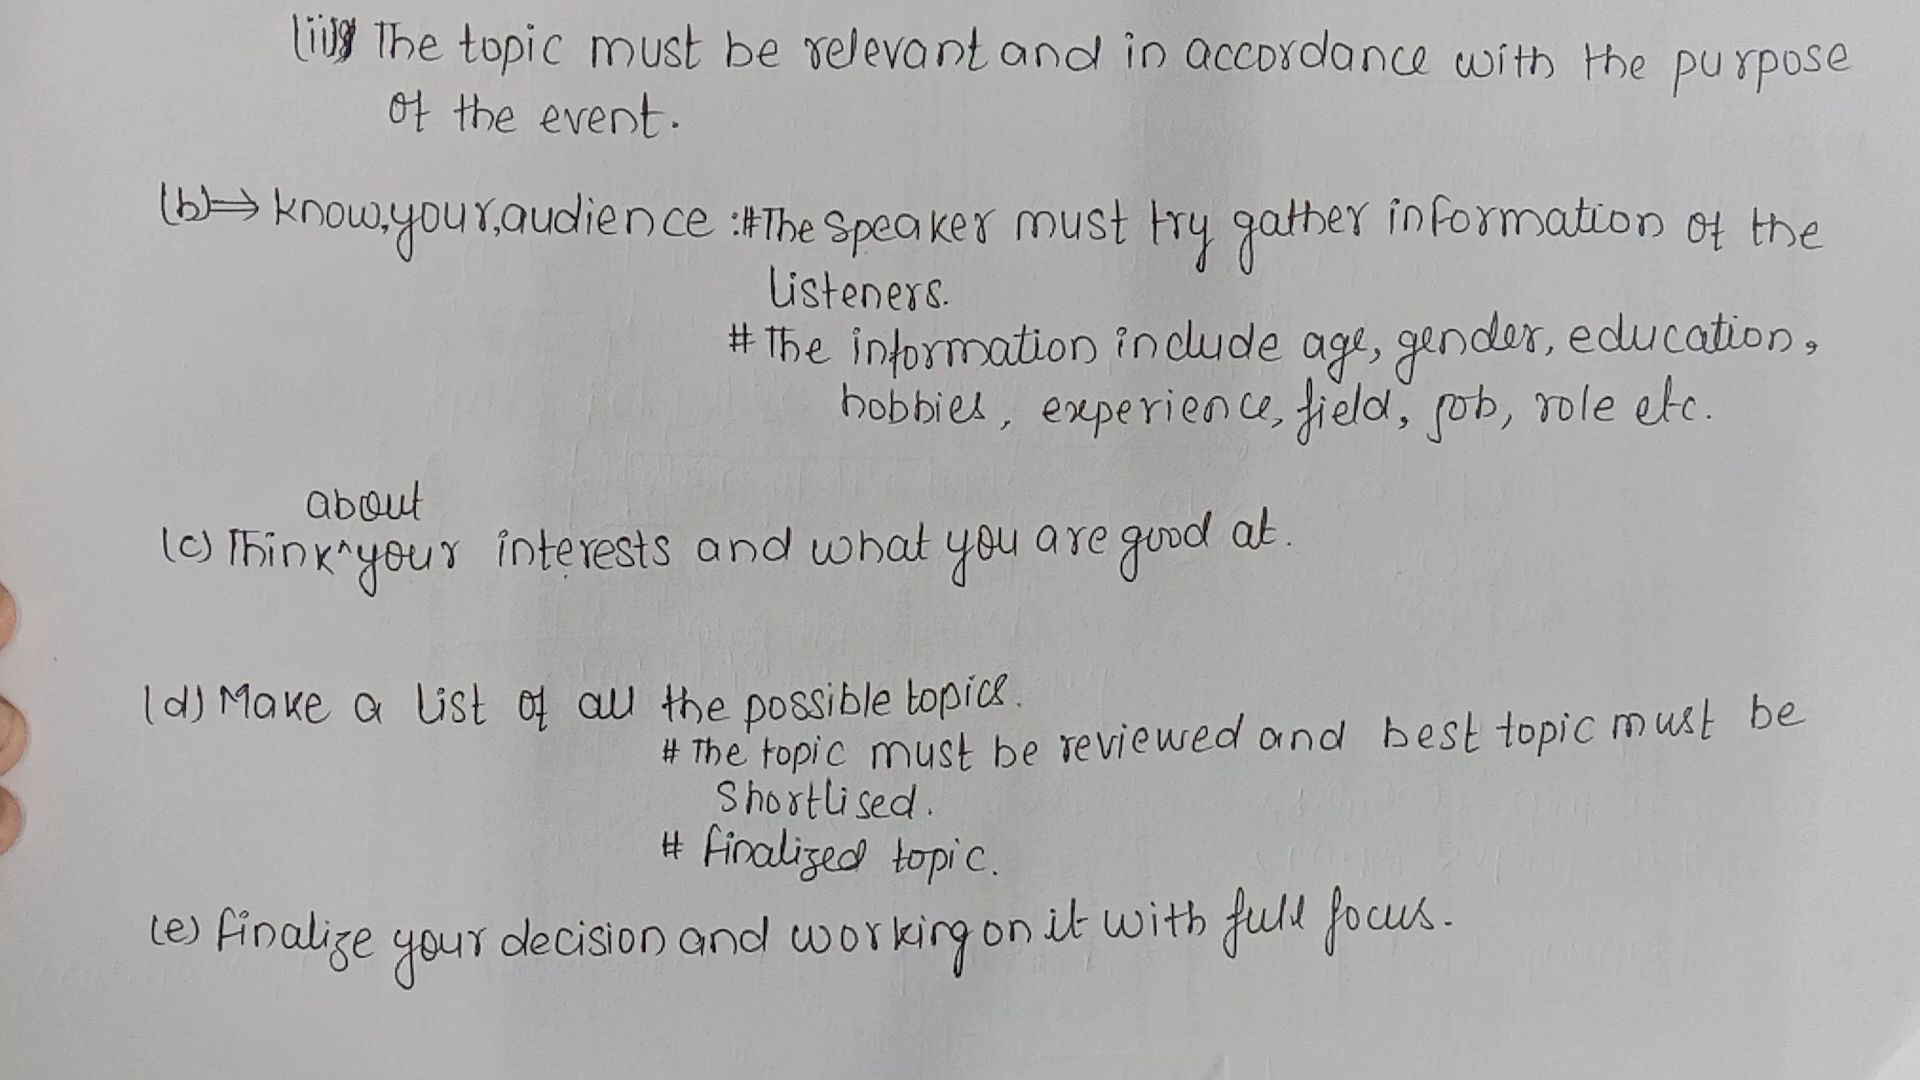 (iii) The topic must be relevant and in accordance with the purpose
of the event.
(b)⇒ know,your,audience :#The Speaker must try gather information of the
Listeners.
# The information include age, gender, education,
hobbies, experience, field, job, role etc.
about
(c) Think^your interests and what you are good at.
(d) Make a list of all the possible topics.
# The topic must be reviewed and best topic must be
Shortlised.
# finalized topic.
(e) finalize your decision and working on it with full focus.